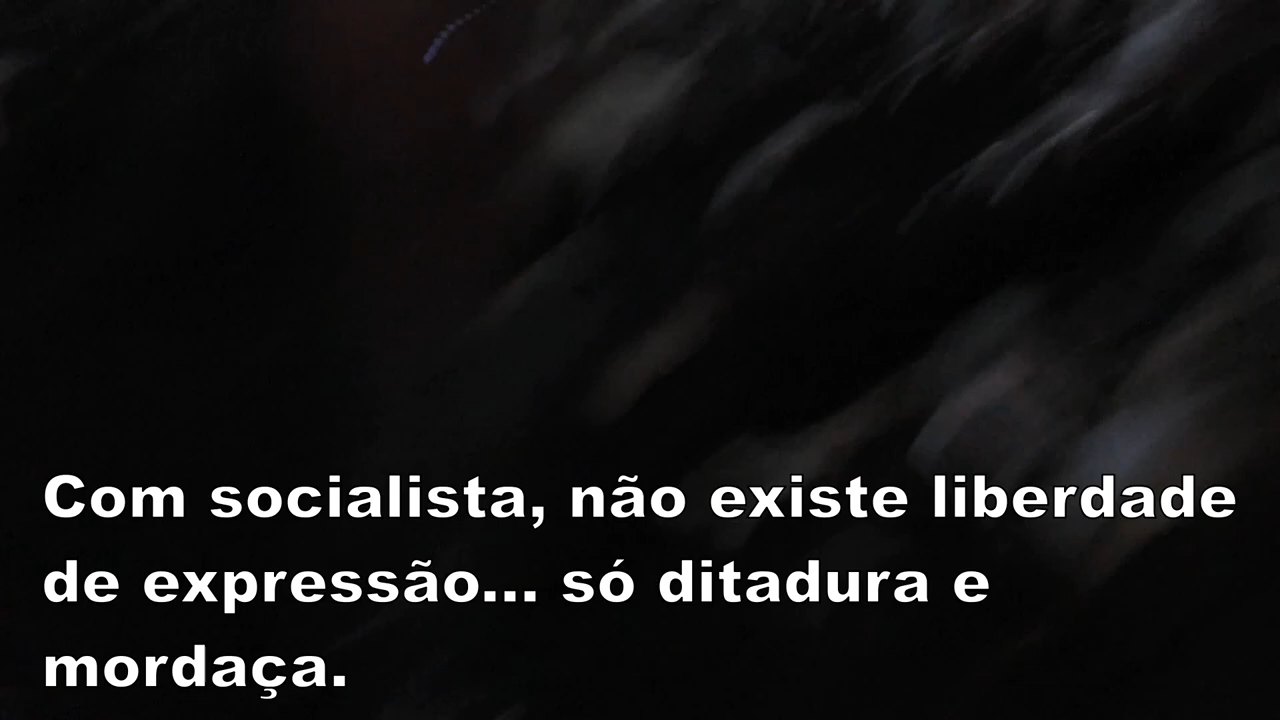 Com socialista, não existe liberdade
de expressão... só ditadura e
mordaça.